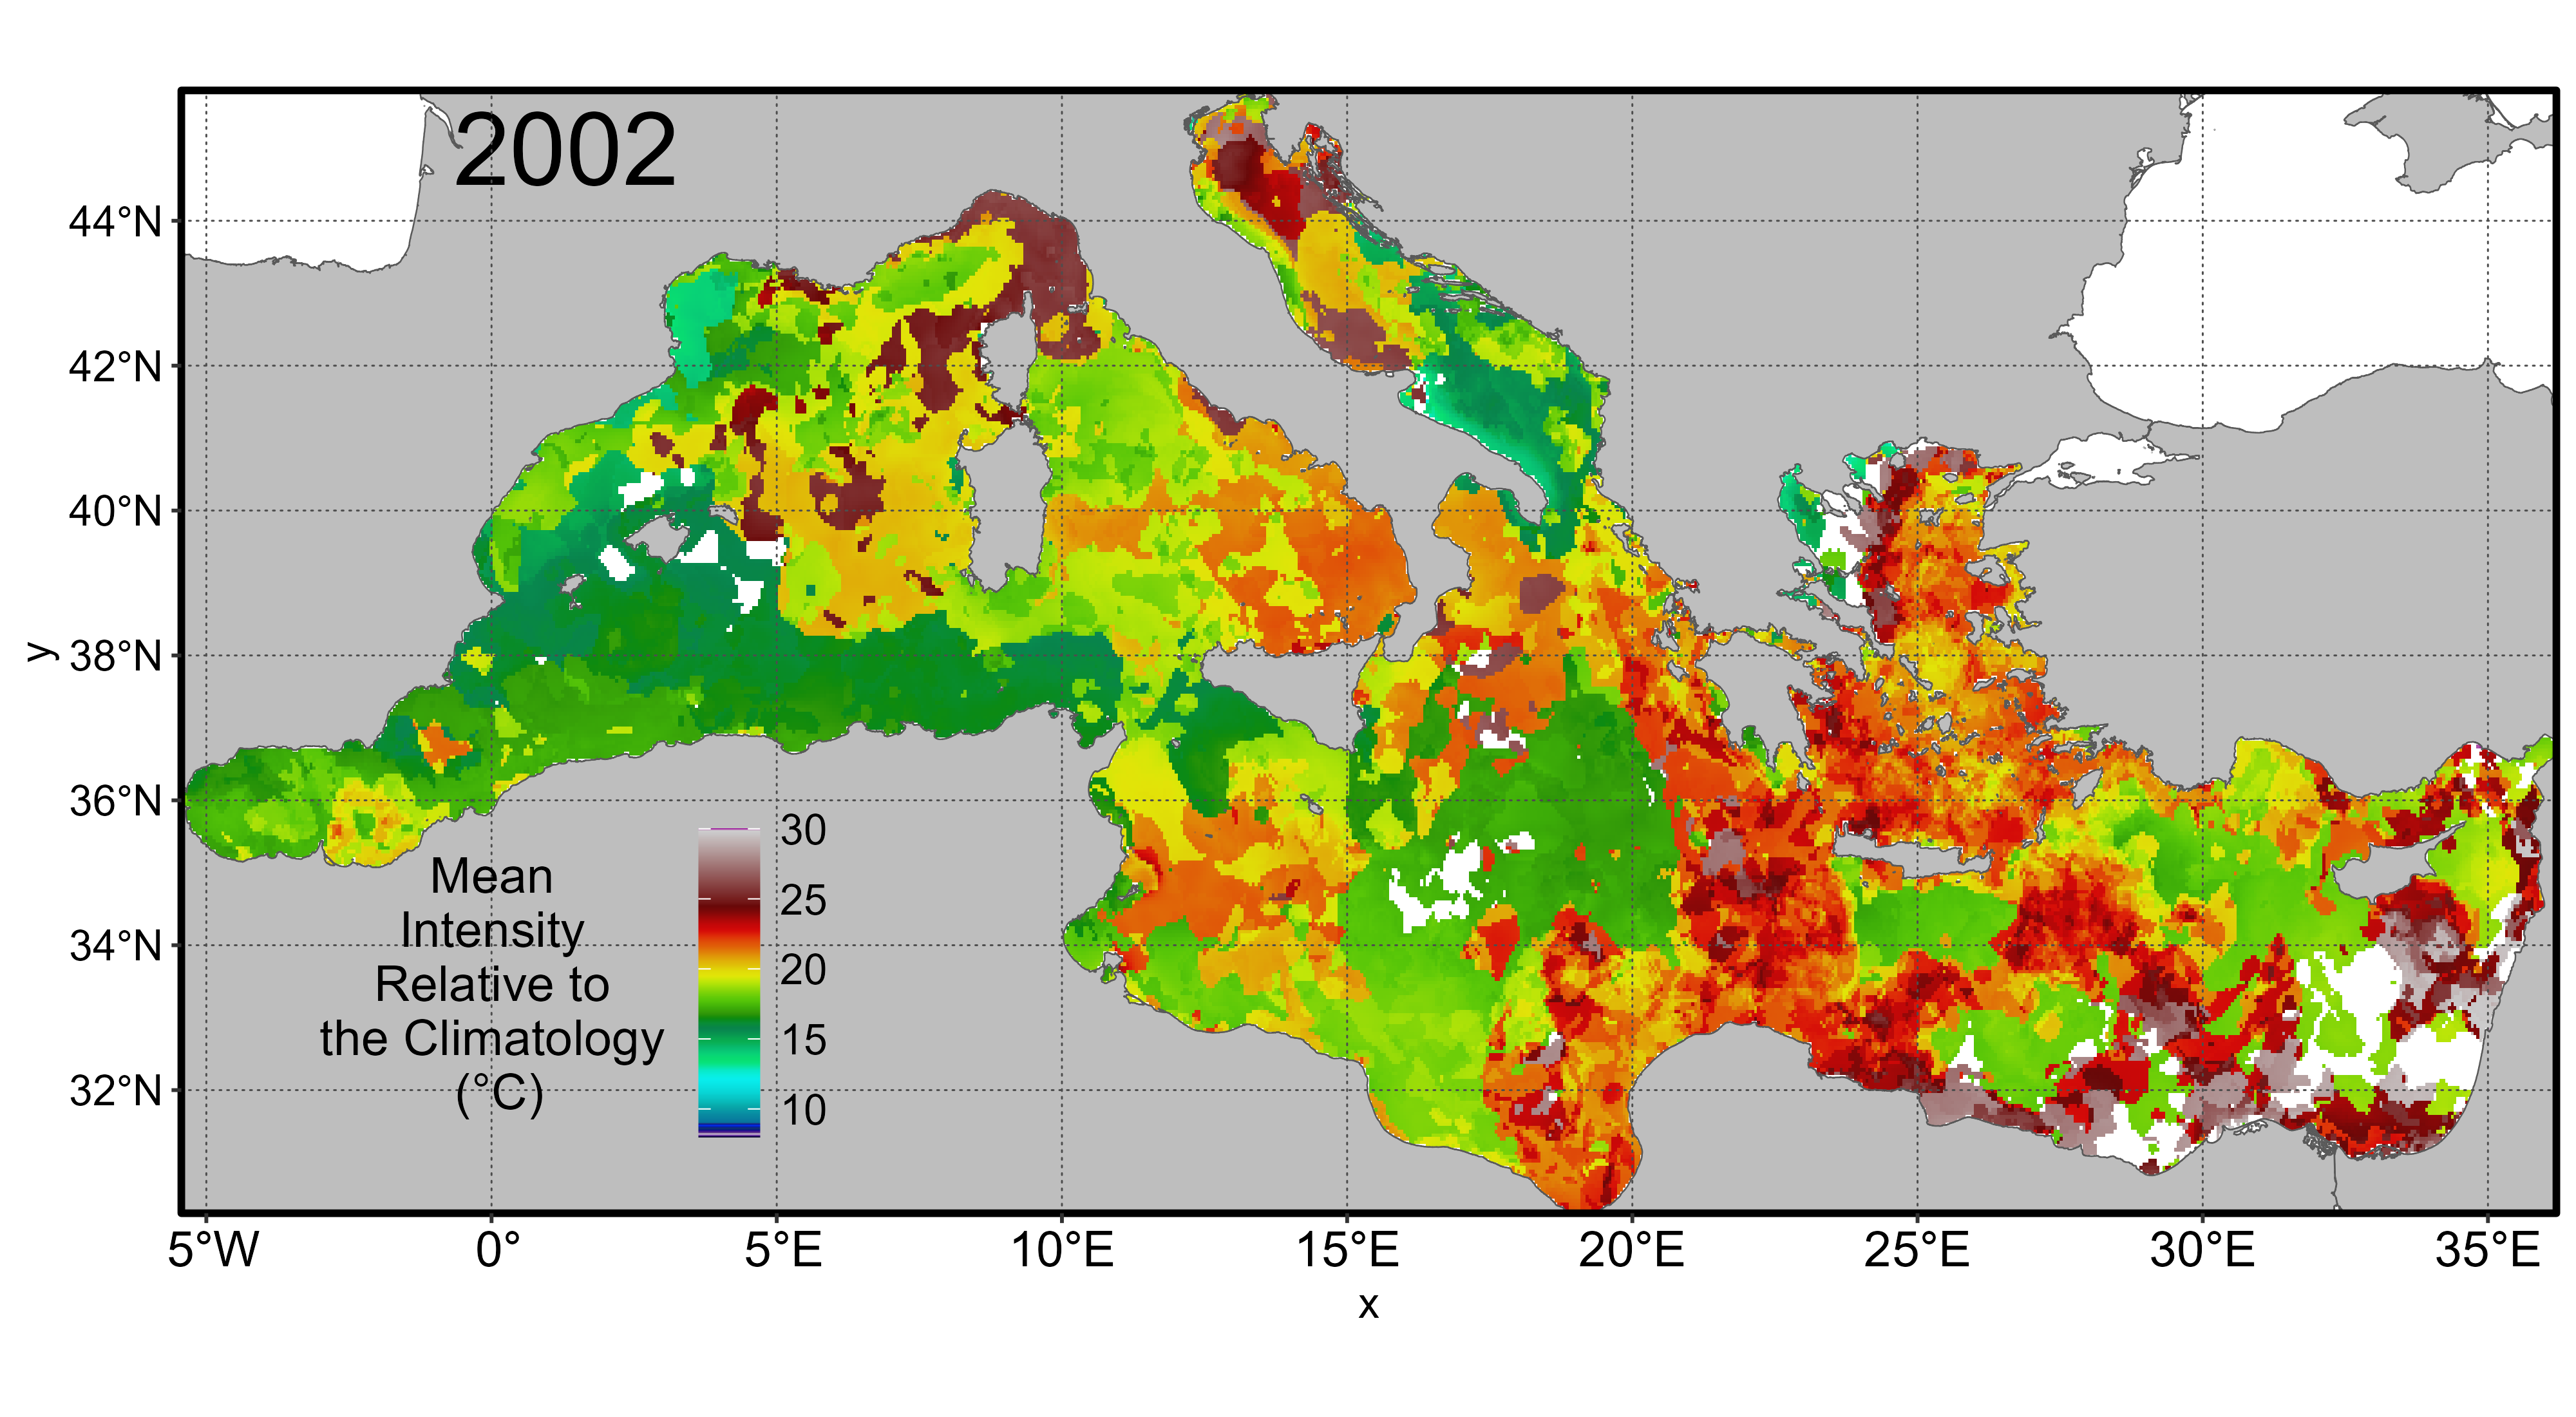 2002
44°N
42°N
40°N
38°N
36°N
34°N
32°N
y
Mean
Intensity
Relative to
the Climatology
(°C)
30
25
20
15
10
5°W
0°
5°E
10°E
15°E
20°E
25°E
30°E
35°E
x